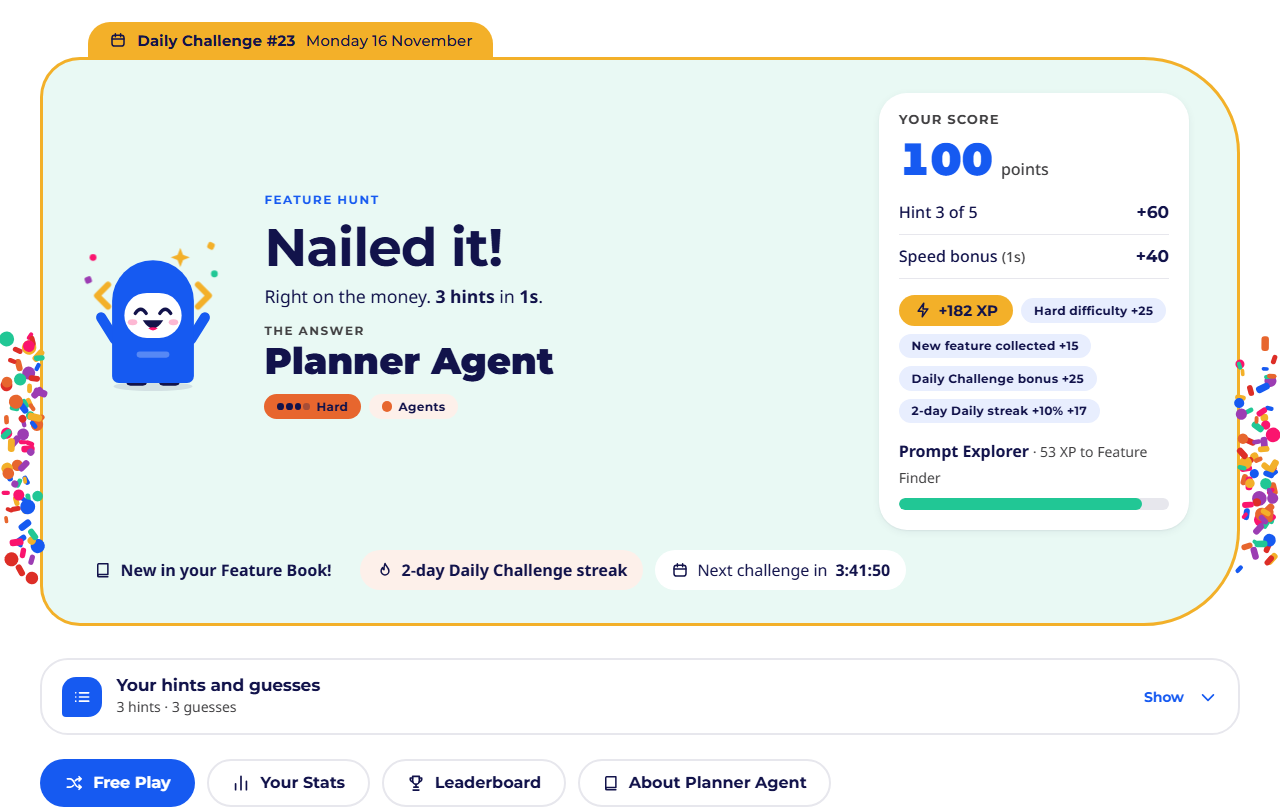 Daily Challenge #23 Monday 16 November
FEATURE HUNT
Nailed it!
Right on the money. 3 hints in 1s.
THE ANSWER
Planner Agent
Hard
Agents
YOUR SCORE
100 points
Hint 3 of 5 +60
Speed bonus (1s) +40
+182 XP
Hard difficulty +25
New feature collected +15
Daily Challenge bonus +25
2-day Daily streak +10% +17
Prompt Explorer · 53 XP to Feature
Finder
New in your Feature Book!
2-day Daily Challenge streak
Next challenge in 3:41:50
Your hints and guesses
3 hints · 3 guesses
Show
Free Play
Your Stats
Leaderboard
About Planner Agent